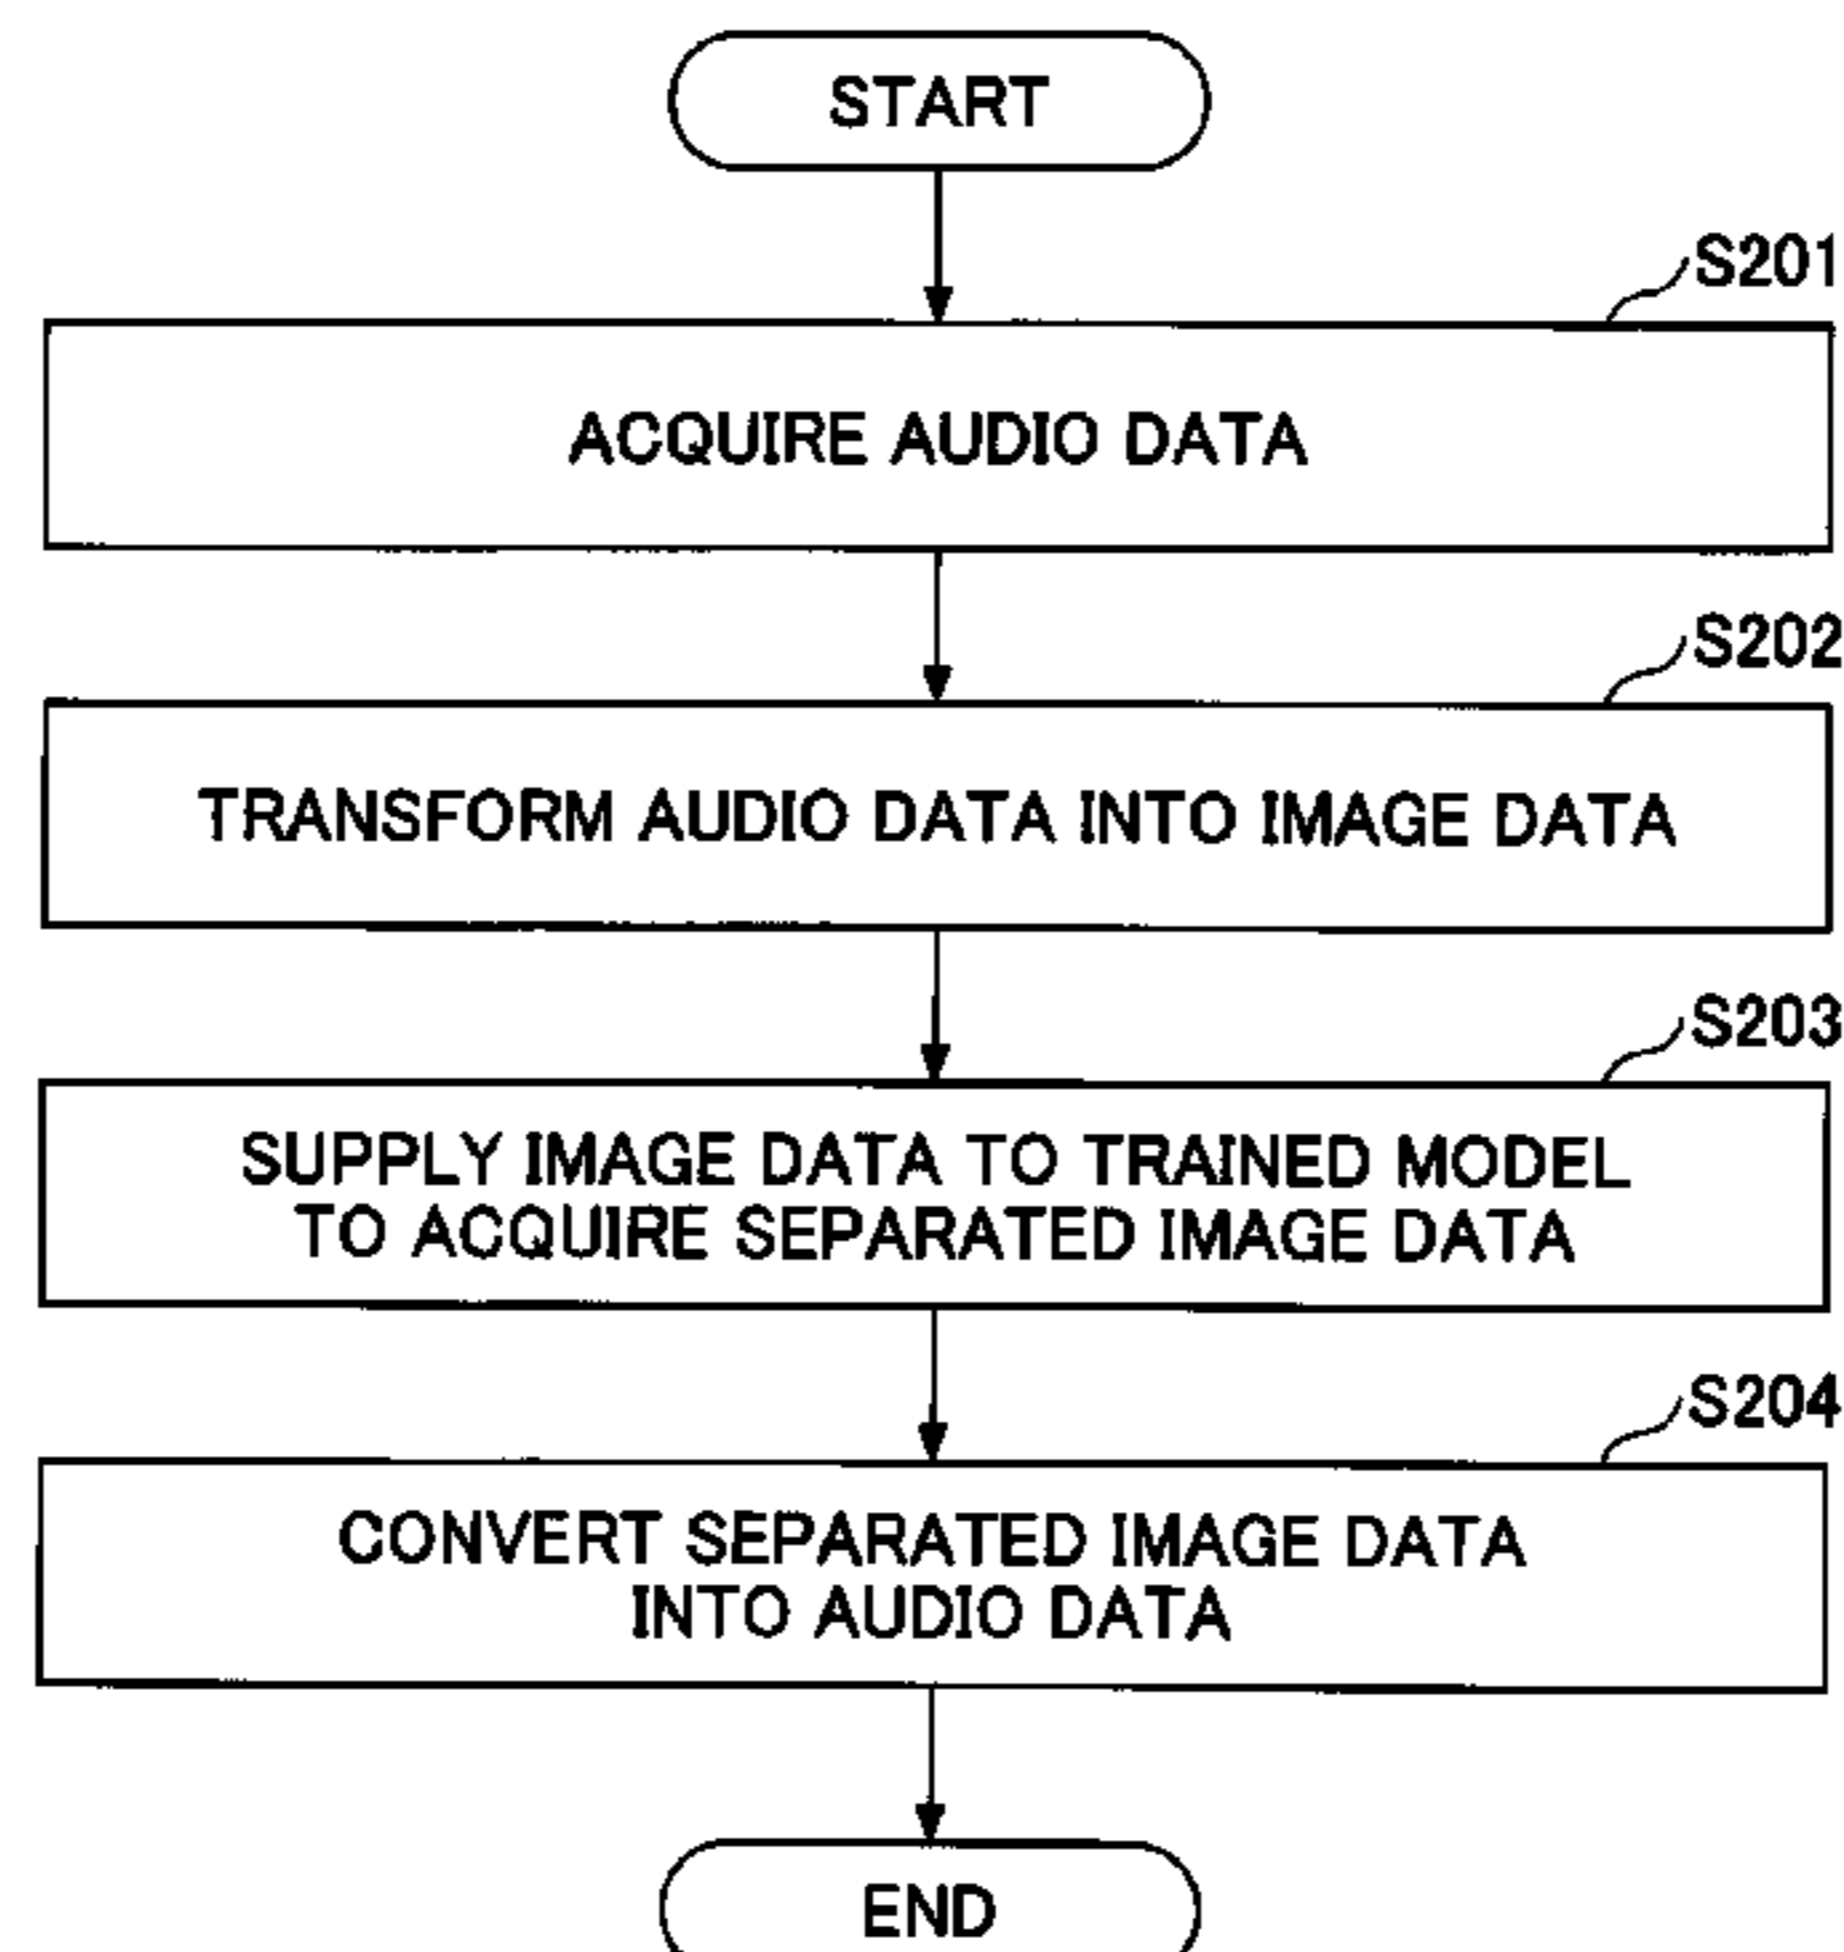 START
S201
ACQUIRE AUDIO DATA
S202
TRANSFORM AUDIO DATA INTO IMAGE DATA
S203
SUPPLY IMAGE DATA TO TRAINED MODEL
TO ACQUIRE SEPARATED IMAGE DATA
S204
CONVERT SEPARATED IMAGE DATA
INTO AUDIO DATA
END